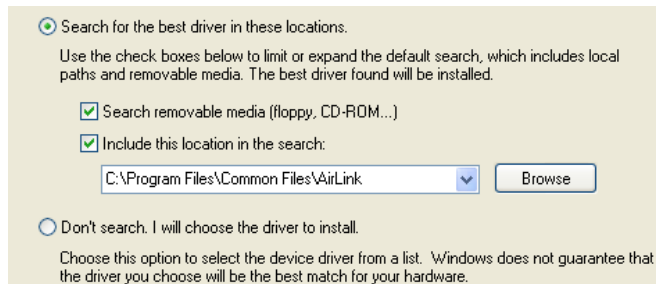 Search for the best driver in these locations.
Use the check boxes below to limit or expand the default search, which includes local
paths and removable media. The best driver found will be installed.
Search removable media (floppy, CD-ROM...)
Include this location in the search:
C:\Program Files\Common Files\AirLink
Browse
Don't search. I will choose the driver to install.
Choose this option to select the device driver from a list.  Windows does not guarantee that
the driver you choose will be the best match for your hardware.